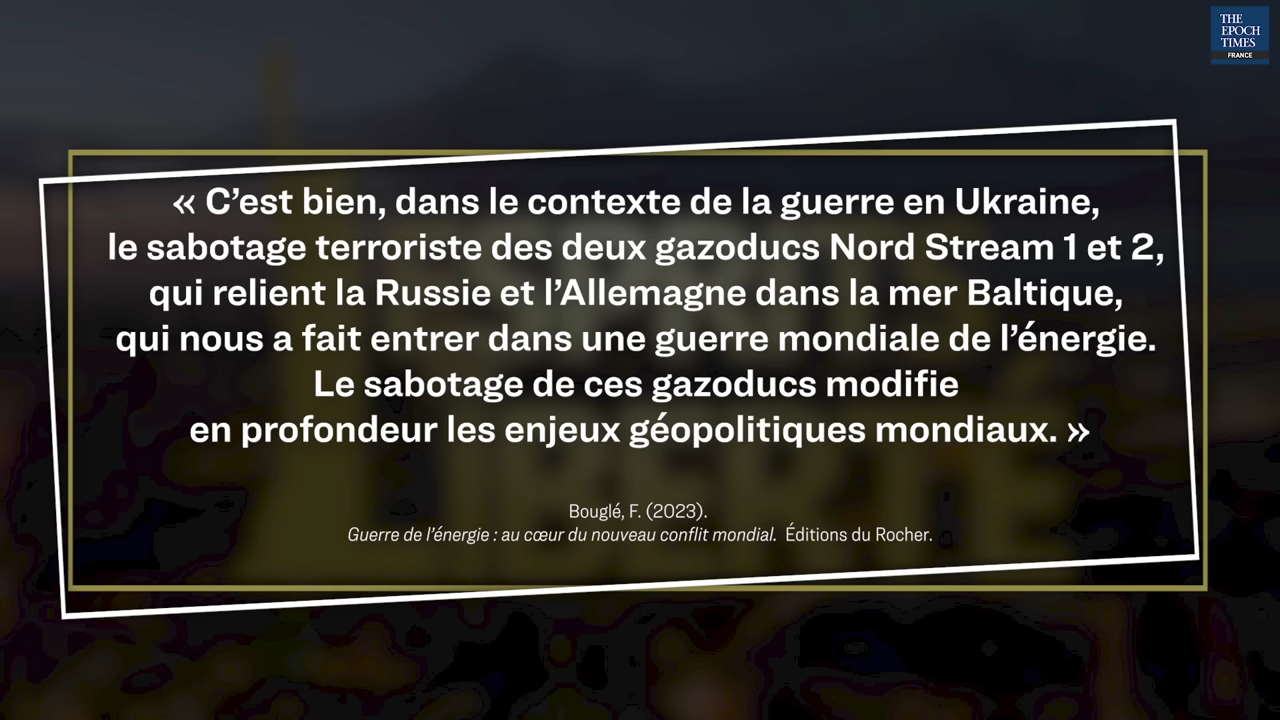 THE
EPOCH
TIMES
FRANCE
« C’est bien, dans le contexte de la guerre en Ukraine,
le sabotage terroriste des deux gazoducs Nord Stream 1 et 2,
qui relient la Russie et l’Allemagne dans la mer Baltique,
qui nous a fait entrer dans une guerre mondiale de l’énergie.
Le sabotage de ces gazoducs modifie
en profondeur les enjeux géopolitiques mondiaux. »
Bouglé, F. (2023).
Guerre de l’énergie : au cœur du nouveau conflit mondial. Éditions du Rocher.